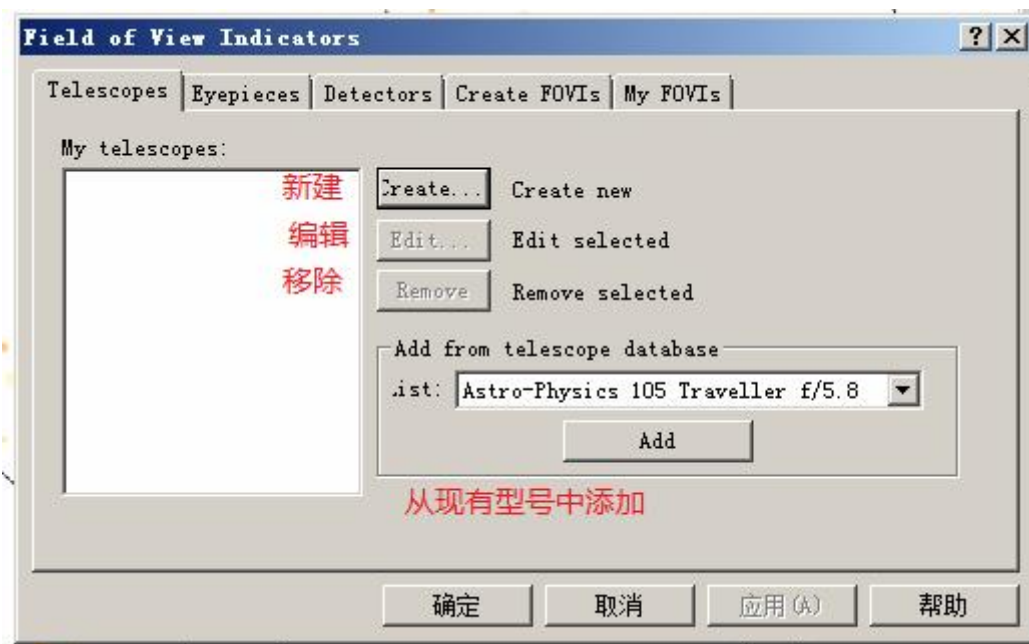 Field of View Indicators
Telescopes Eyepieces Detectors Create FOVIs My FOVIs
My telescopes:
新建 Create... Create new
编辑 Edit... Edit selected
移除 Remove Remove selected
Add from telescope database
ist: Astro-Physics 105 Traveller f/5.8
Add
从现有型号中添加
确定 取消 应用(A) 帮助